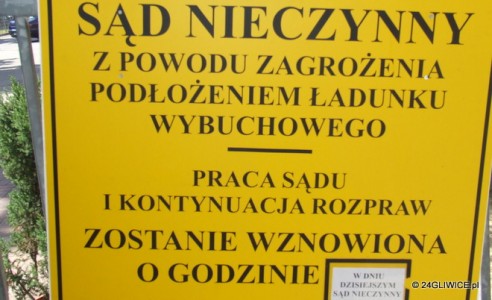 SĄD NIECZYNNY
Z POWODU ZAGROŻENIA
PODŁOŻENIEM ŁADUNKU
WYBUCHOWEGO
PRACA SĄDU
I KONTYNUACJA ROZPRAW
ZOSTANIE WZNOWIONA
O GODZINIE
W DNIU
DZISIEJSZYM
SĄD NIECZYNNY
© 24GLIWICE.pl